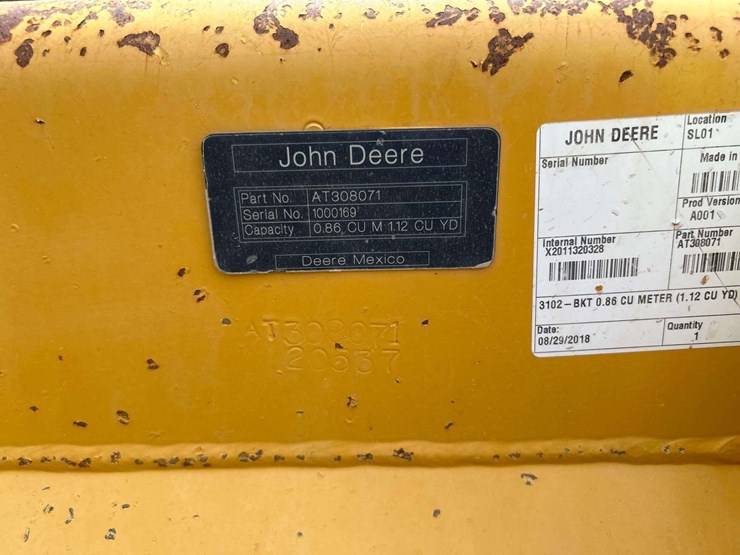 John Deere
Part No. AT308071
Serial No. 1000169
Capacity 0.86 CU M 1.12 CU YD
Deere Mexico
AT308071
20537
JOHN DEERE
Location
SL01
Serial Number
Made in
Prod Version
A001
Internal Number
X2011320328
Part Number
AT308071
3102-BKT 0.86 CU METER (1.12 CU YD)
Date:
08/29/2018
Quantity
1